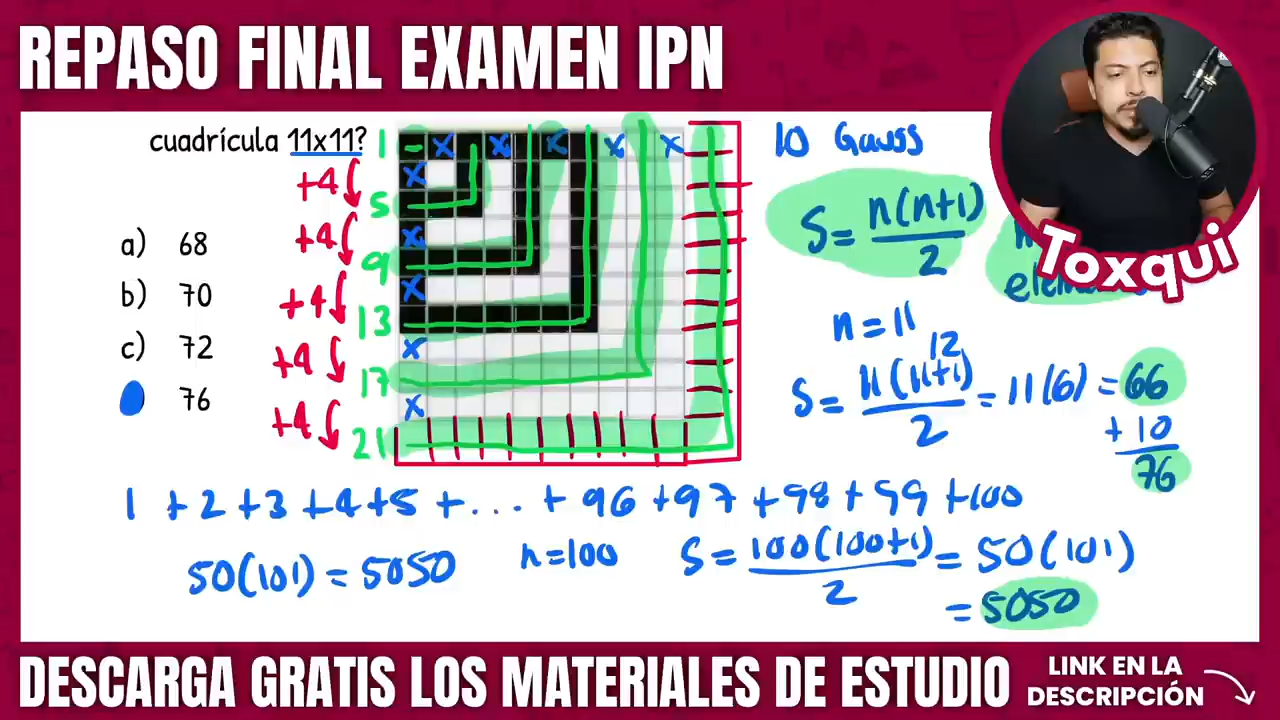 REPASO FINAL EXAMEN IPN
cuadrícula 11x11?
a) 68
b) 70
c) 72
76
1
+4
5
+4
9
+4
13
+4
17
+4
21
x x x x x
x
x
x
x
x
10 Gauss
S = n(n+1)/2
n = 11
12
S = 11(11+1)/2 = 11(6) = 66
+ 10
76
Toxqui
1 + 2 + 3 + 4 + 5 + ... + 96 + 97 + 98 + 99 + 100
50(101) = 5050
n = 100
S = 100(100+1)/2 = 50(101)
= 5050
DESCARGA GRATIS LOS MATERIALES DE ESTUDIO
LINK EN LA
DESCRIPCIÓN